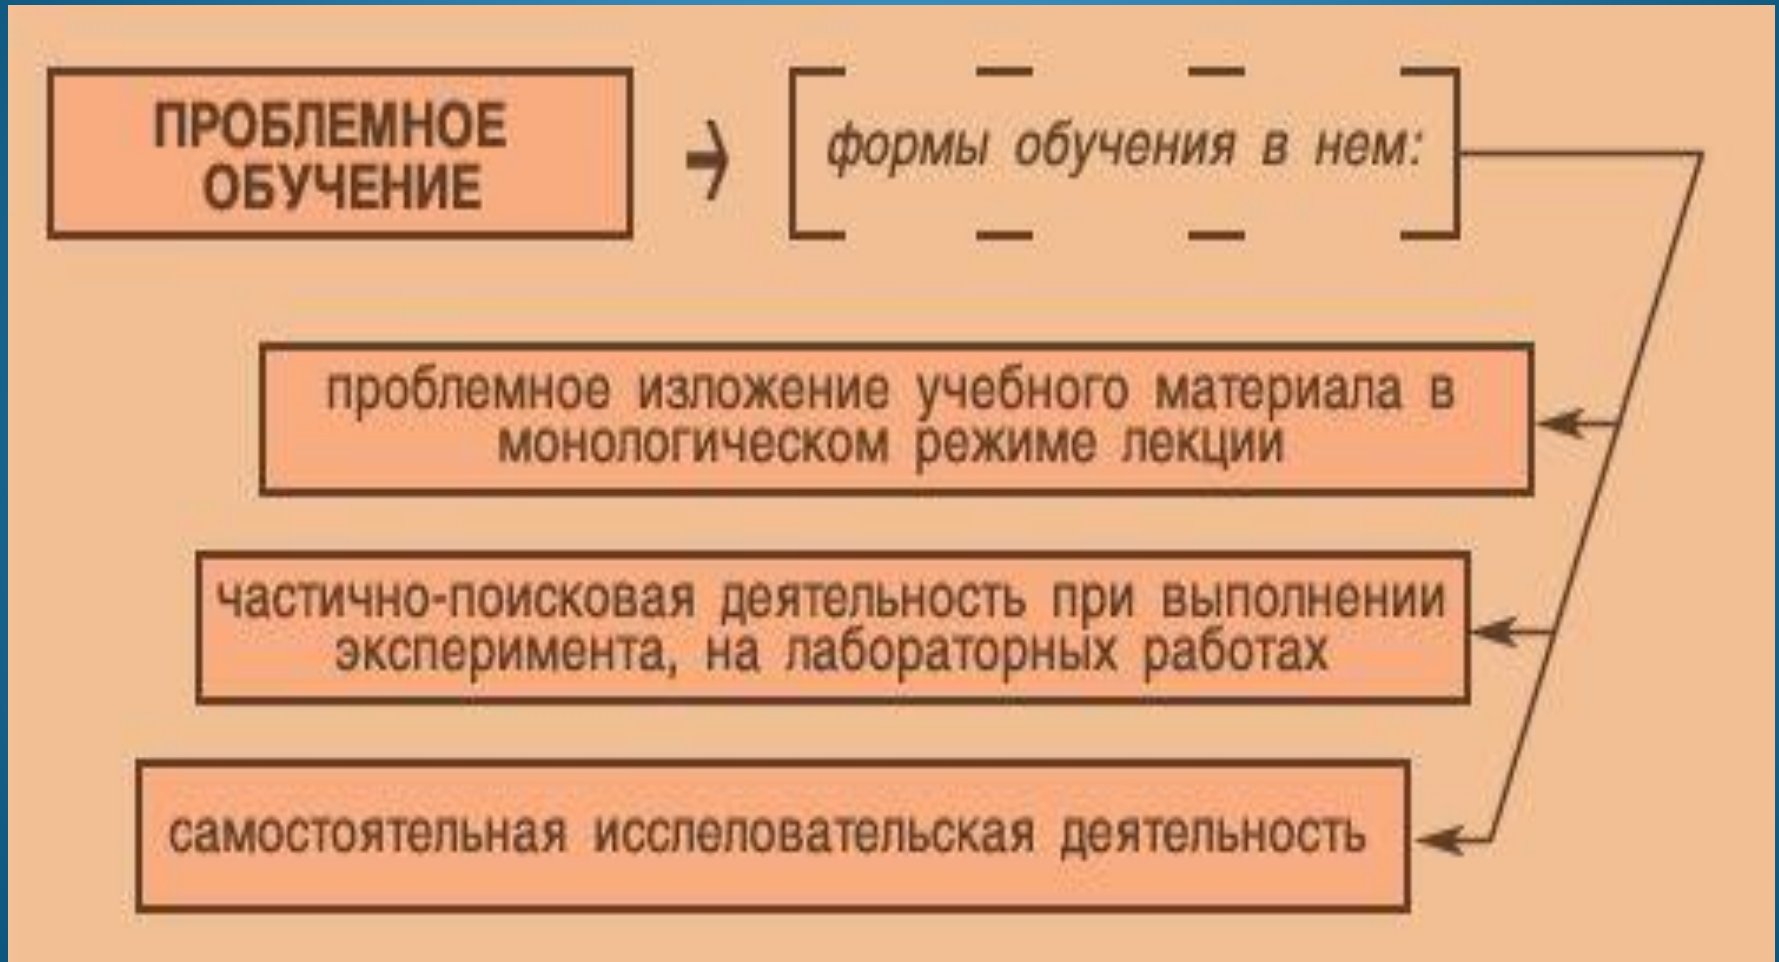 ПРОБЛЕМНОЕ
ОБУЧЕНИЕ
формы обучения в нем:
проблемное изложение учебного материала в
монологическом режиме лекции
частично-поисковая деятельность при выполнении
эксперимента, на лабораторных работах
самостоятельная исслеловательская деятельность